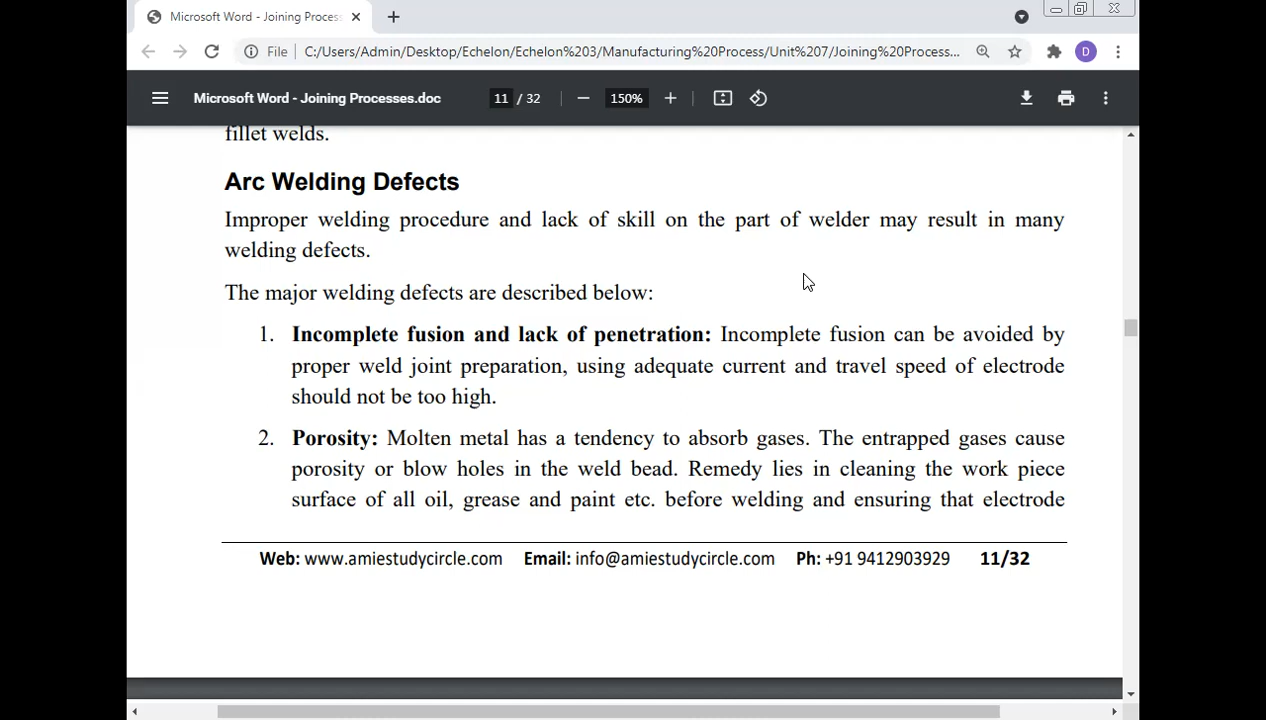 Microsoft Word - Joining Process
File C:/Users/Admin/Desktop/Echelon/Echelon%203/Manufacturing%20Process/Unit%207/Joining%20Process...
D
Microsoft Word - Joining Processes.doc 11 / 32 150%
fillet welds.
Arc Welding Defects
Improper welding procedure and lack of skill on the part of welder may result in many
welding defects.
The major welding defects are described below:
1. Incomplete fusion and lack of penetration: Incomplete fusion can be avoided by
proper weld joint preparation, using adequate current and travel speed of electrode
should not be too high.
2. Porosity: Molten metal has a tendency to absorb gases. The entrapped gases cause
porosity or blow holes in the weld bead. Remedy lies in cleaning the work piece
surface of all oil, grease and paint etc. before welding and ensuring that electrode
Web: www.amiestudycircle.com Email: info@amiestudycircle.com Ph: +91 9412903929 11/32